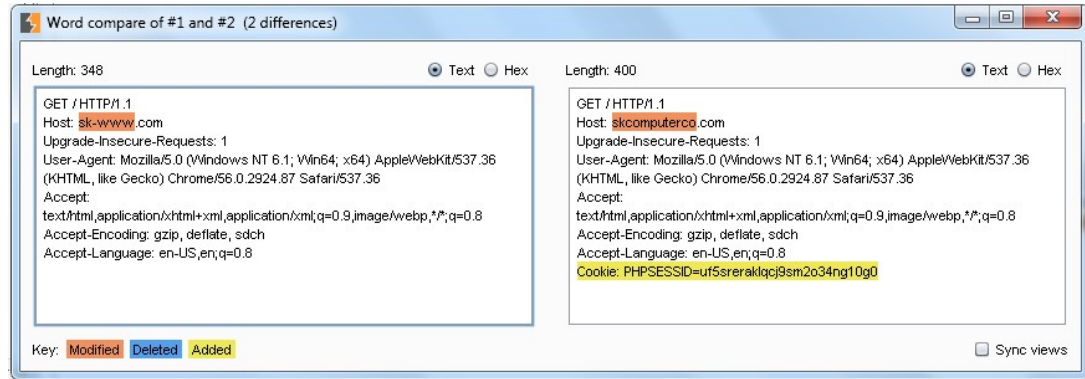 Word compare of #1 and #2 (2 differences)
Length: 348
Text
Hex
GET / HTTP/1.1
Host: sk-www.com
Upgrade-Insecure-Requests: 1
User-Agent: Mozilla/5.0 (Windows NT 6.1; Win64; x64) AppleWebKit/537.36
(KHTML, like Gecko) Chrome/56.0.2924.87 Safari/537.36
Accept:
text/html,application/xhtml+xml,application/xml;q=0.9,image/webp,*/*;q=0.8
Accept-Encoding: gzip, deflate, sdch
Accept-Language: en-US,en;q=0.8
Length: 400
Text
Hex
GET / HTTP/1.1
Host: skcomputerco.com
Upgrade-Insecure-Requests: 1
User-Agent: Mozilla/5.0 (Windows NT 6.1; Win64; x64) AppleWebKit/537.36
(KHTML, like Gecko) Chrome/56.0.2924.87 Safari/537.36
Accept:
text/html,application/xhtml+xml,application/xml;q=0.9,image/webp,*/*;q=0.8
Accept-Encoding: gzip, deflate, sdch
Accept-Language: en-US,en;q=0.8
Cookie: PHPSESSID=uf5sreraklqcj9sm2o34ng10g0
Key: Modified Deleted Added
Sync views